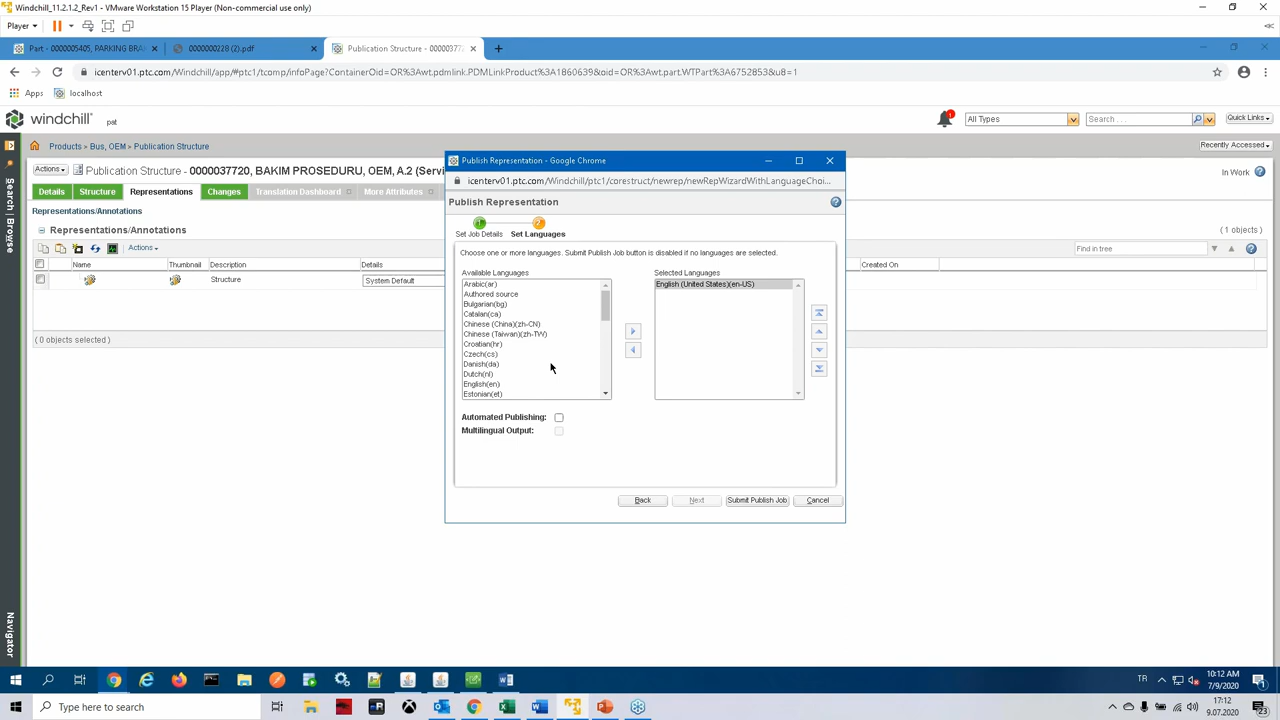 Windchill_11.2.1.2_Rev1 - VMware Workstation 15 Player (Non-commercial use only)
Player
Part - 0000005405, PARKING BRA
0000000228 (2).pdf
Publication Structure - 00000377
icenterv01.ptc.com/Windchill/app/#ptc1/tcomp/infoPage?ContainerOid=OR%3Awt.pdmlink.PDMLinkProduct%3A1860639&oid=OR%3Awt.part.WTPart%3A6752853&u8=1
Apps
localhost
windchill
pat
1
All Types
Search . . .
Quick Links
Products › Bus, OEM › Publication Structure
Recently Accessed
Actions
Publication Structure - 0000037720, BAKIM PROSEDURU, OEM, A.2 (Servi
In Work
Details
Structure
Representations
Changes
Translation Dashboard
More Attributes
Representations/Annotations
Representations/Annotations
( 1 objects )
Actions
Find in tree
Name
Thumbnail
Description
Details
Created On
Structure
System Default
( 0 objects selected )
Search | Browse
Navigator
Publish Representation - Google Chrome
icenterv01.ptc.com/Windchill/ptc1/corestruct/newrep/newRepWizardWithLanguageChoi...
Publish Representation
1
2
Set Job Details
Set Languages
Choose one or more languages. Submit Publish Job button is disabled if no languages are selected.
Available Languages
Selected Languages
Arabic(ar)
Authored source
Bulgarian(bg)
Catalan(ca)
Chinese (China)(zh-CN)
Chinese (Taiwan)(zh-TW)
Croatian(hr)
Czech(cs)
Danish(da)
Dutch(nl)
English(en)
Estonian(et)
English (United States)(en-US)
Automated Publishing:
Multilingual Output:
Back
Next
Submit Publish Job
Cancel
TR
10:12 AM
7/9/2020
1
Type here to search
17:12
9.07.2020
23